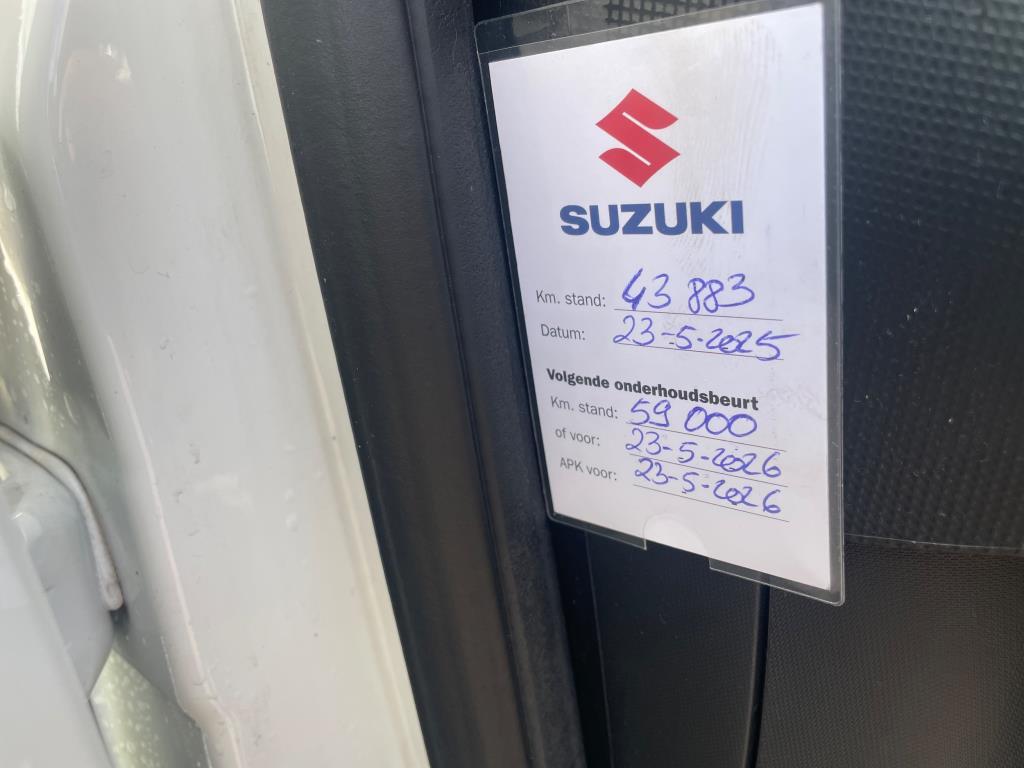 SUZUKI
Km. stand: 43 883
Datum: 23-5-2025
Volgende onderhoudsbeurt
Km. stand: 59 000
of voor: 23-5-2026
APK voor: 23-5-2026